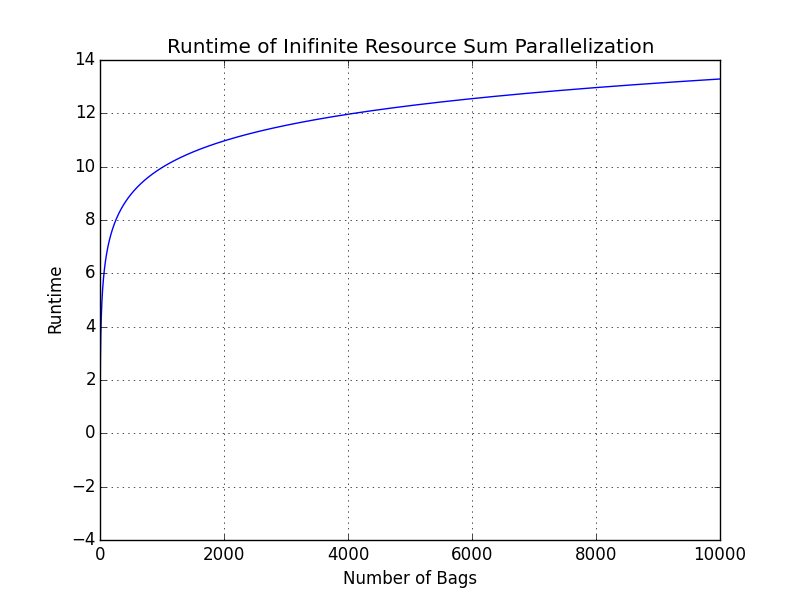 Runtime of Inifinite Resource Sum Parallelization
14
12
10
8
6
4
2
0
−2
−4
Runtime
0 2000 4000 6000 8000 10000
Number of Bags